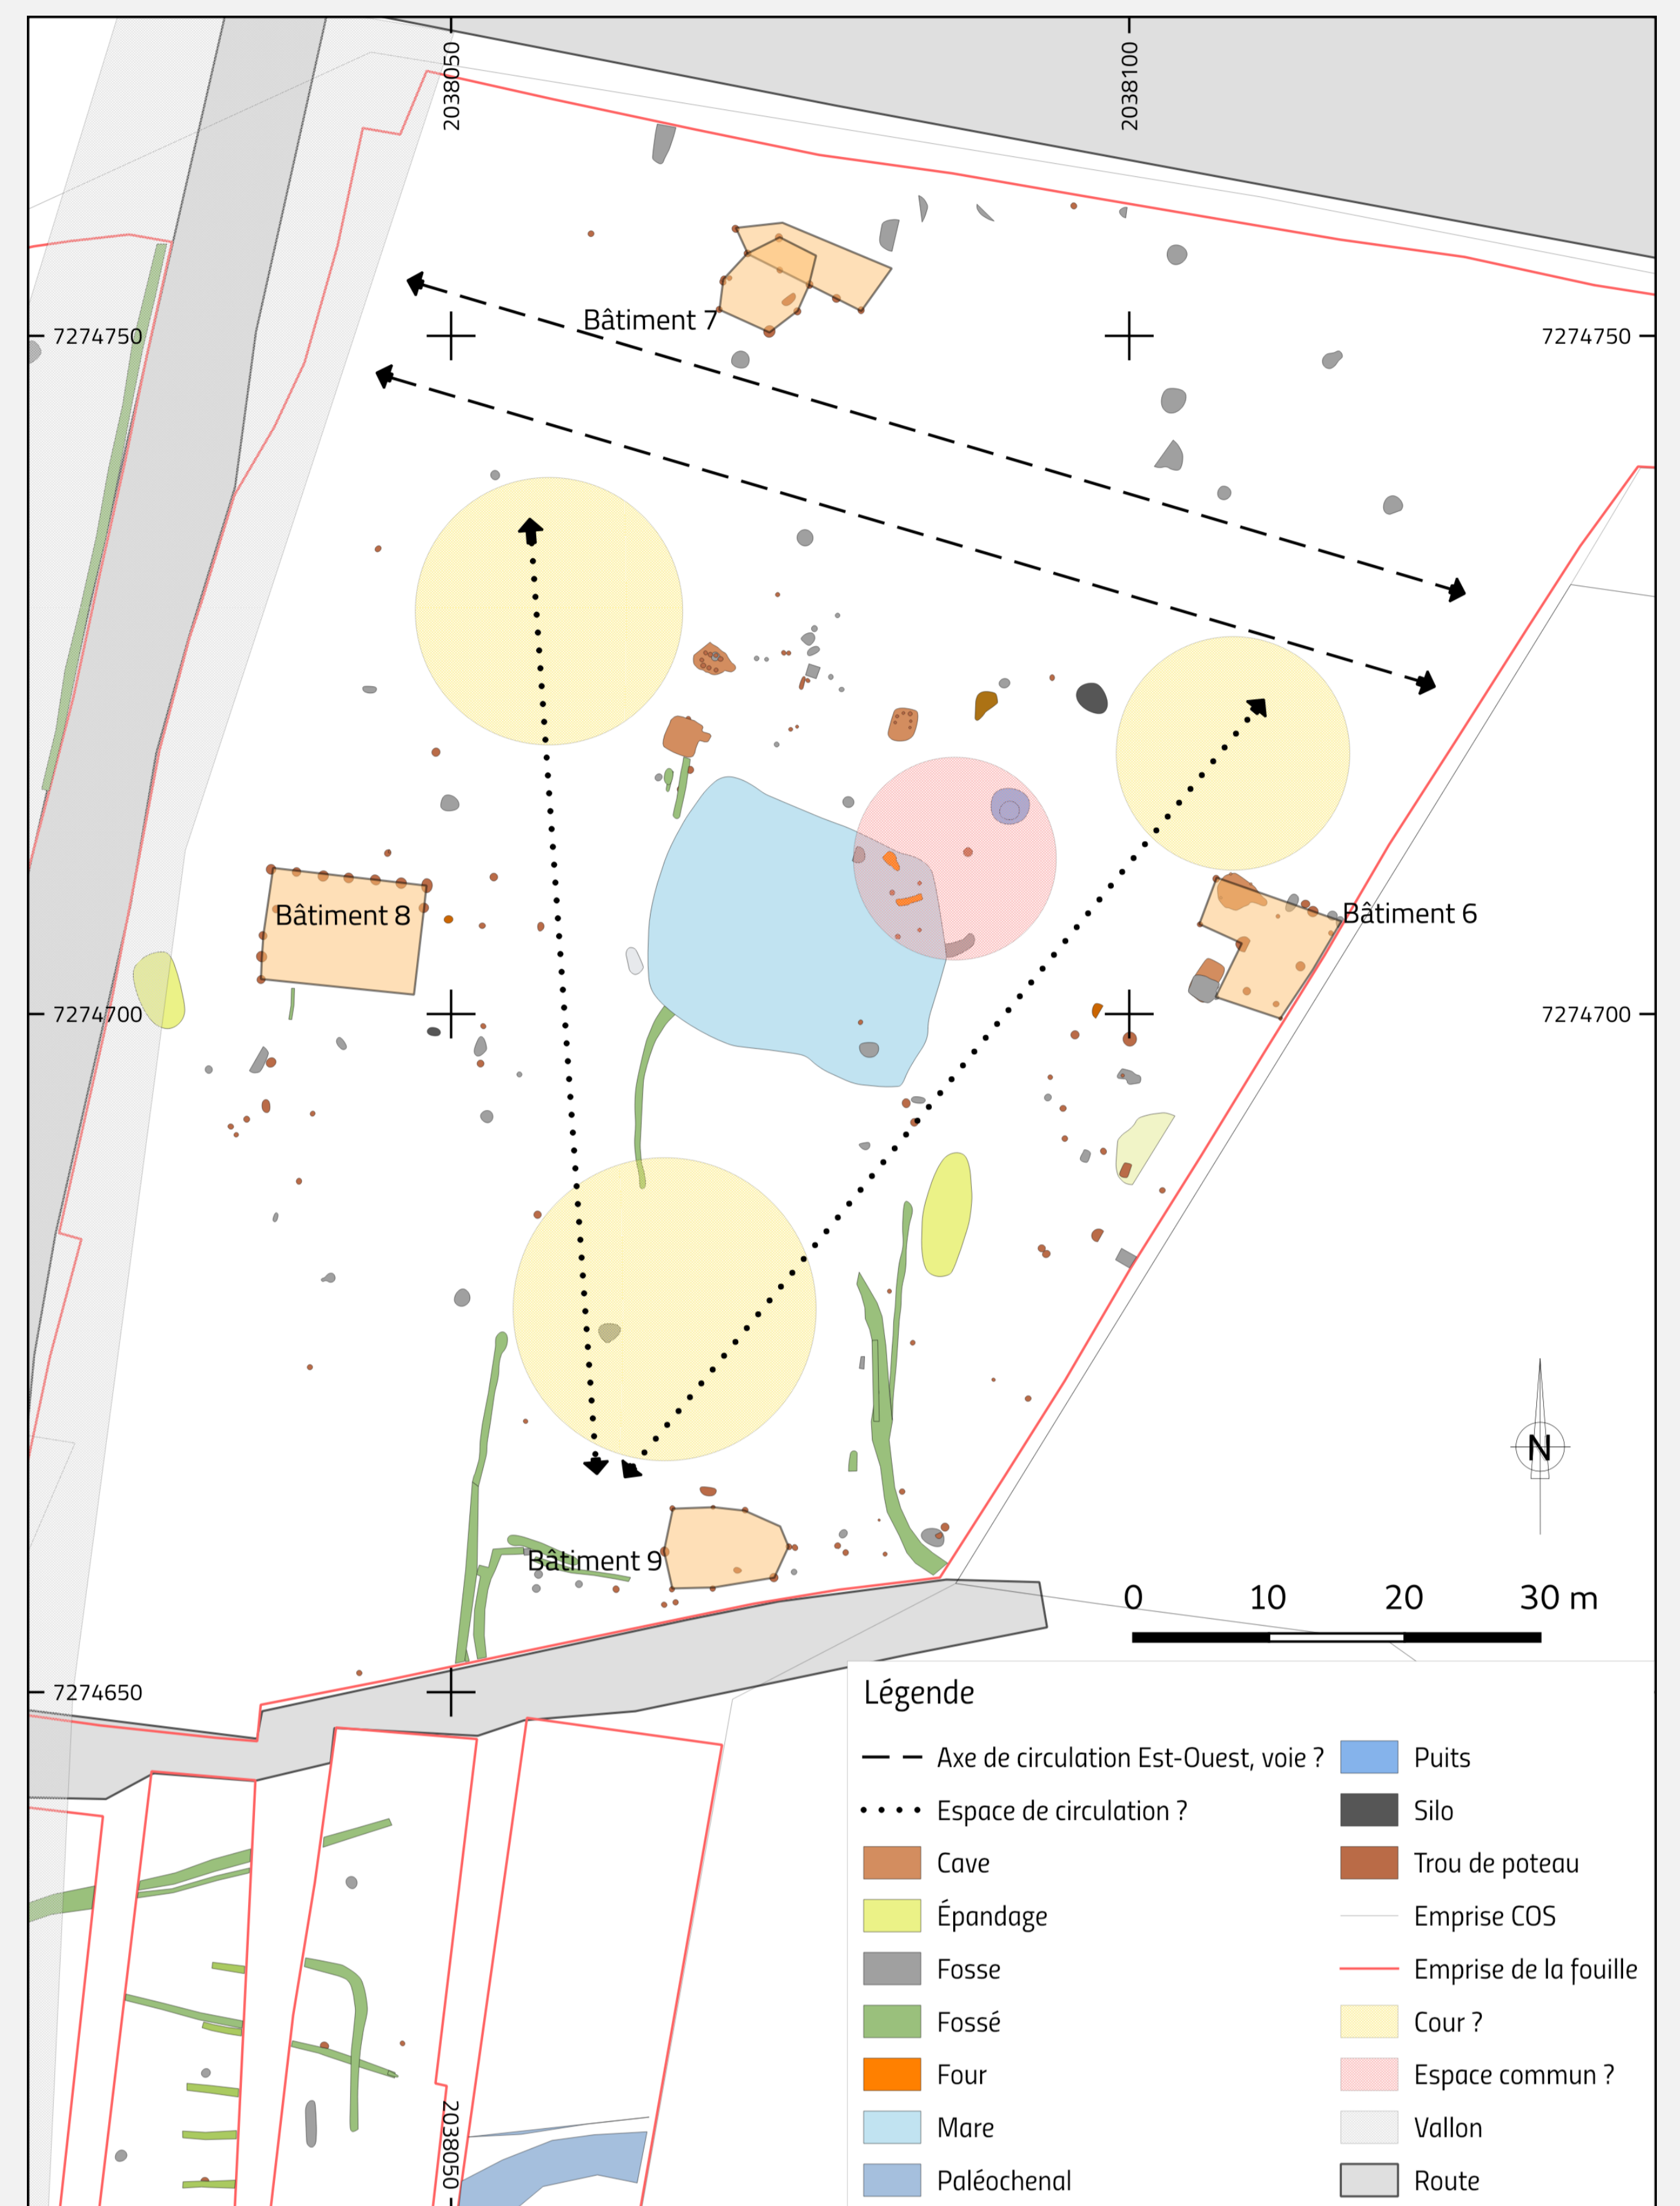 2038050
2038100
Bâtiment 7
7274750
7274750
Bâtiment 8
Bâtiment 6
7274700
7274700
N
Bâtiment 9
0 10 20 30 m
7274650
Légende
Axe de circulation Est-Ouest, voie ?
Espace de circulation ?
Cave
Épandage
Fosse
Fossé
Four
Mare
Paléochenal
Puits
Silo
Trou de poteau
Emprise COS
Emprise de la fouille
Cour ?
Espace commun ?
Vallon
Route
2038050